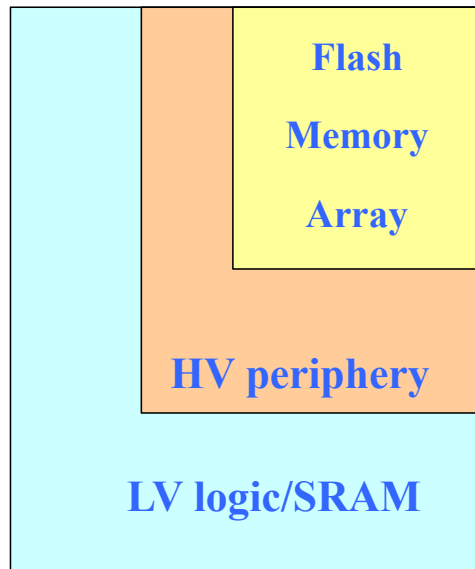 Flash
Memory
Array
HV periphery
LV logic/SRAM